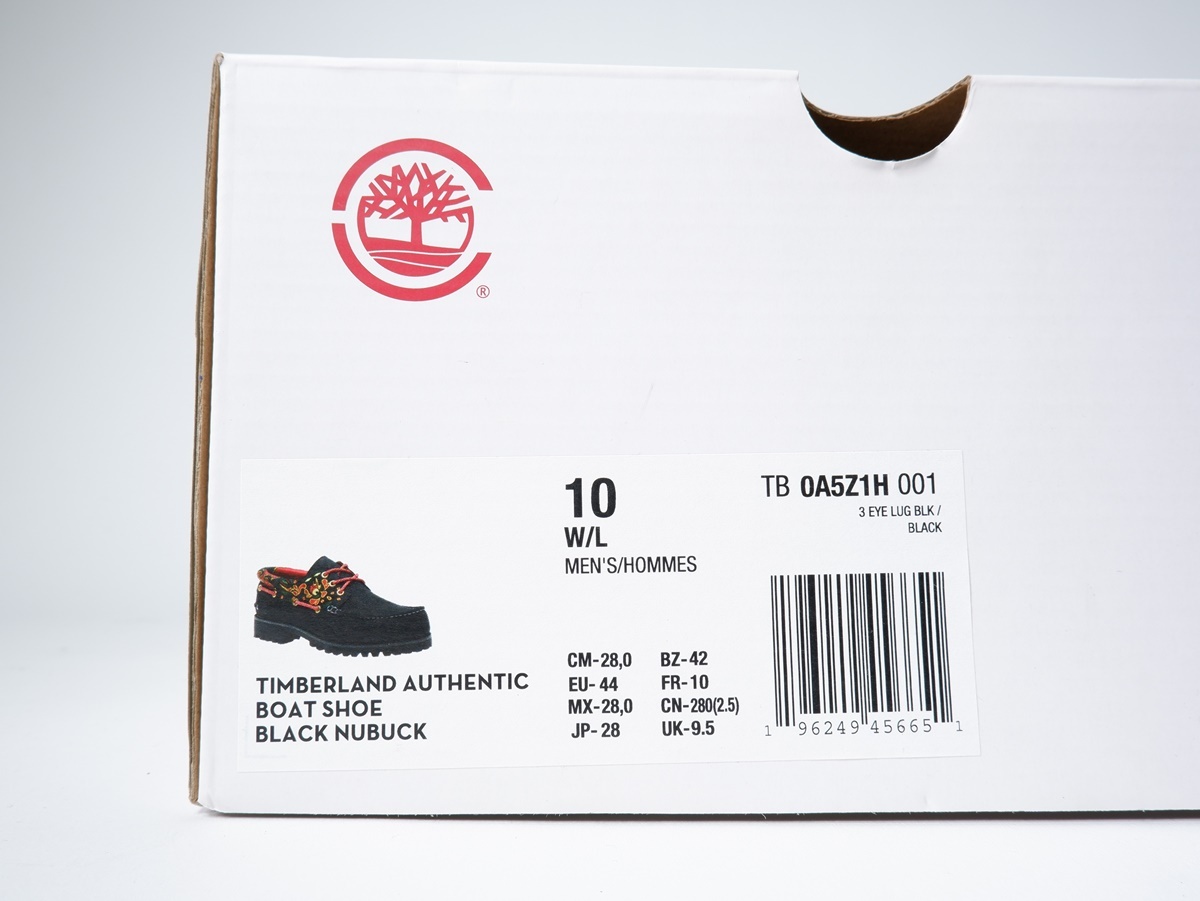 ®
10
W/L
MEN'S/HOMMES
TB 0A5Z1H 001
3 EYE LUG BLK /
BLACK
TIMBERLAND AUTHENTIC
BOAT SHOE
BLACK NUBUCK
CM-28,0 BZ-42
EU- 44 FR- 10
MX-28,0 CN-280(2.5)
JP- 28 UK-9.5
1 96249 45665 1